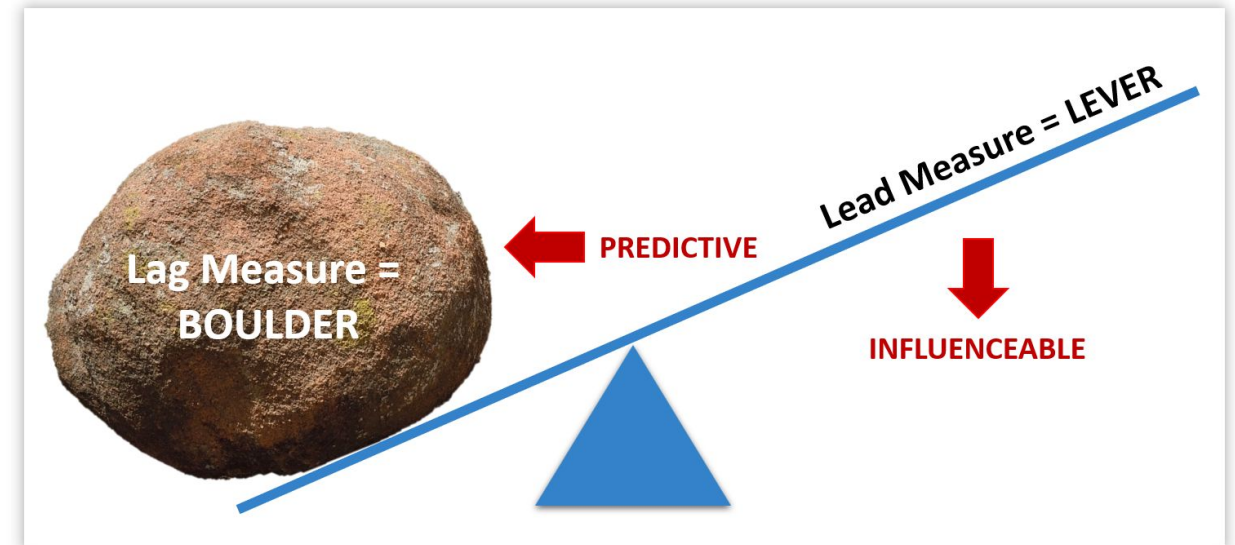 Lag Measure =
BOULDER
PREDICTIVE
Lead Measure = LEVER
INFLUENCEABLE